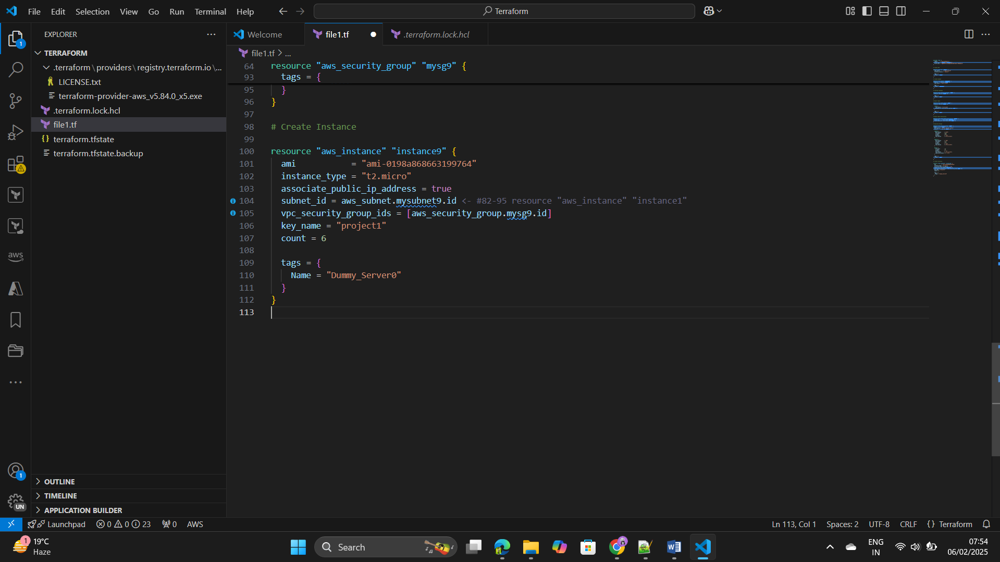 File Edit Selection View Go Run Terminal Help
Terraform
EXPLORER
TERRAFORM
.terraform\providers\registry.terraform.io\...
LICENSE.txt
terraform-provider-aws_v5.84.0_x5.exe
.terraform.lock.hcl
file1.tf
terraform.tfstate
terraform.tfstate.backup
OUTLINE
TIMELINE
APPLICATION BUILDER
1
aws
1
UN
Welcome file1.tf .terraform.lock.hcl
file1.tf > ...
64 resource "aws_security_group" "mysg9" {
93 tags = {
95 }
96 }
97
98 # Create Instance
99
100 resource "aws_instance" "instance9" {
101 ami = "ami-0198a868663199764"
102 instance_type = "t2.micro"
103 associate_public_ip_address = true
104 subnet_id = aws_subnet.mysubnet9.id <- #82-95 resource "aws_instance" "instance1"
105 vpc_security_group_ids = [aws_security_group.mysg9.id]
106 key_name = "project1"
107 count = 6
108
109 tags = {
110 Name = "Dummy_Server0"
111 }
112 }
113
Launchpad 0 0 23 0 AWS Ln 113, Col 1 Spaces: 2 UTF-8 CRLF {} Terraform
1 19°C
Haze
Search
ENG
IN
07:54
06/02/2025